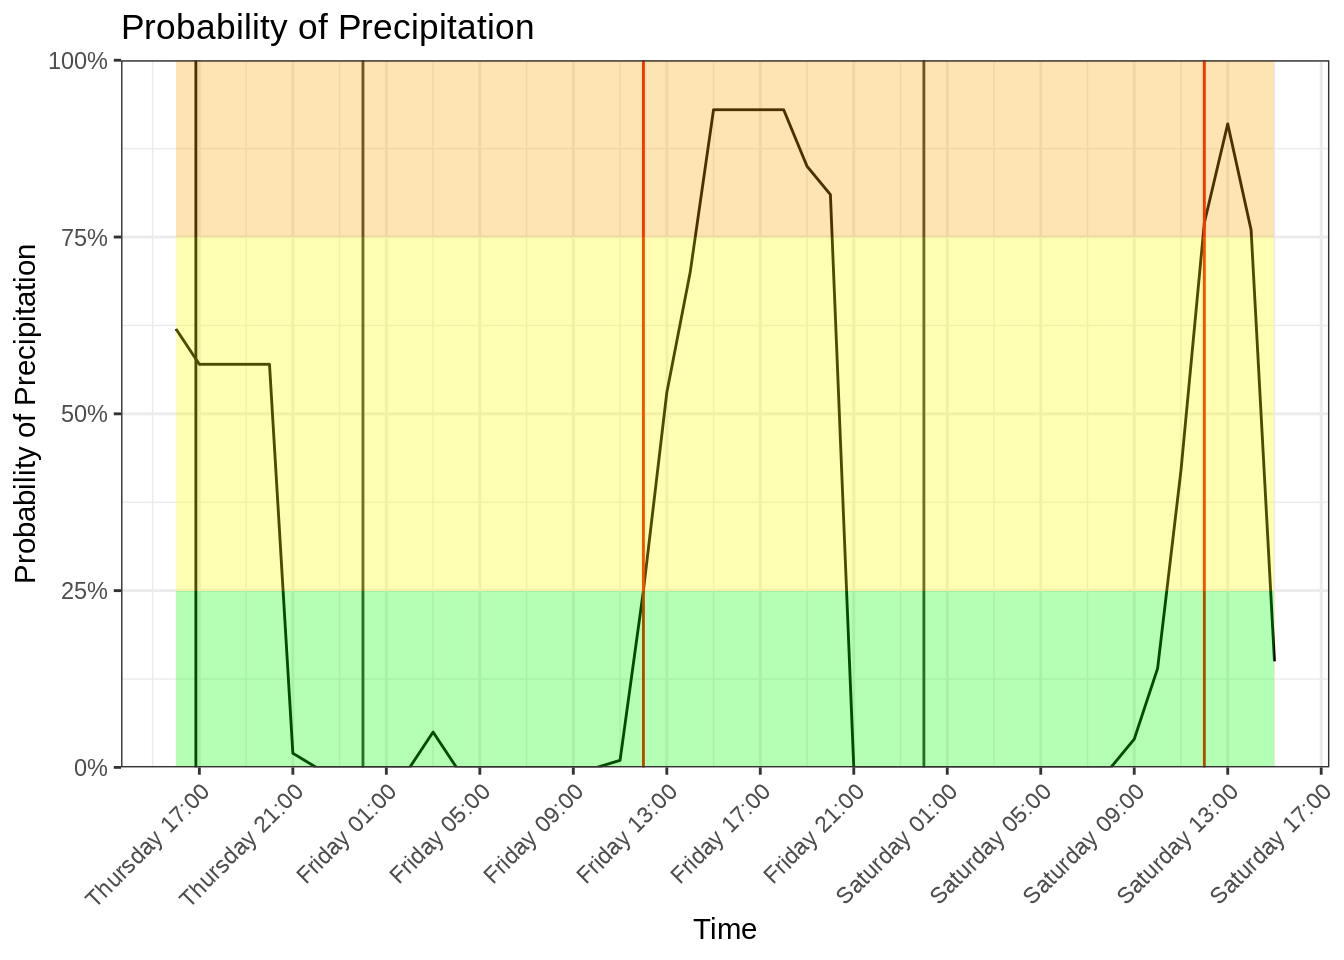 Probability of Precipitation
100%
75%
50%
25%
0%
Probability of Precipitation
Thursday 17:00
Thursday 21:00
Friday 01:00
Friday 05:00
Friday 09:00
Friday 13:00
Friday 17:00
Friday 21:00
Saturday 01:00
Saturday 05:00
Saturday 09:00
Saturday 13:00
Saturday 17:00
Time